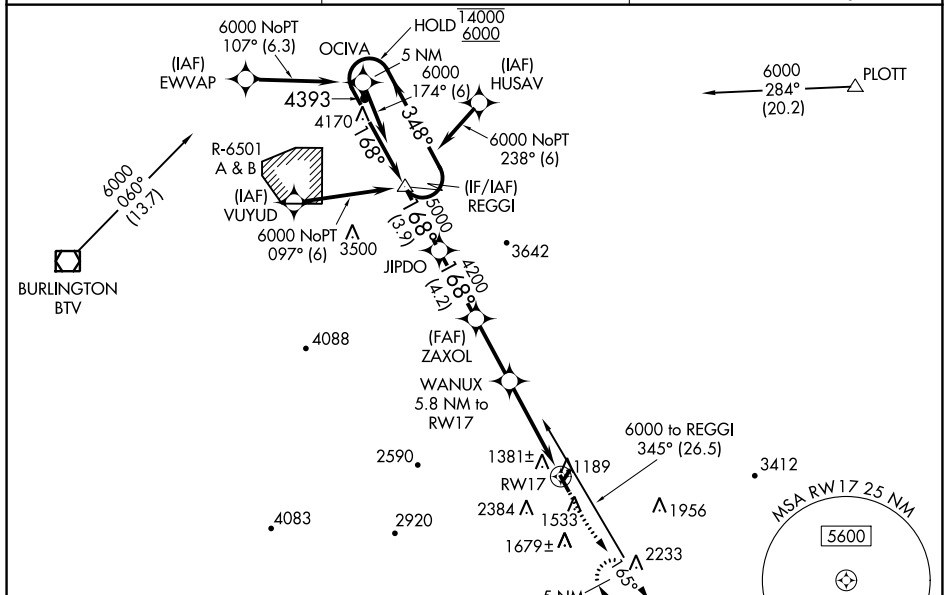 6000 NoPT
107° (6.3)
(IAF)
EWVAP
OCIVA
HOLD
14000
6000
5 NM
6000
174° (6)
(IAF)
HUSAV
6000
284°
(20.2)
PLOTT
4393
4170
168°
348°
6000 NoPT
238° (6)
R-6501
A & B
(IAF)
VUYUD
(IF/IAF)
REGGI
6000
060°
(13.7)
6000 NoPT
097° (6)
3500
5000
168°
(3.9)
3642
JIPDO
4200
168°
(4.2)
BURLINGTON
BTV
4088
(FAF)
ZAXOL
WANUX
5.8 NM to
RW17
6000 to REGGI
345° (26.5)
2590
1381±
1189
3412
RW17
2384
1533
1956
MSA RW17 25 NM
4083
2920
1679±
5600
2233
165°
5 NM